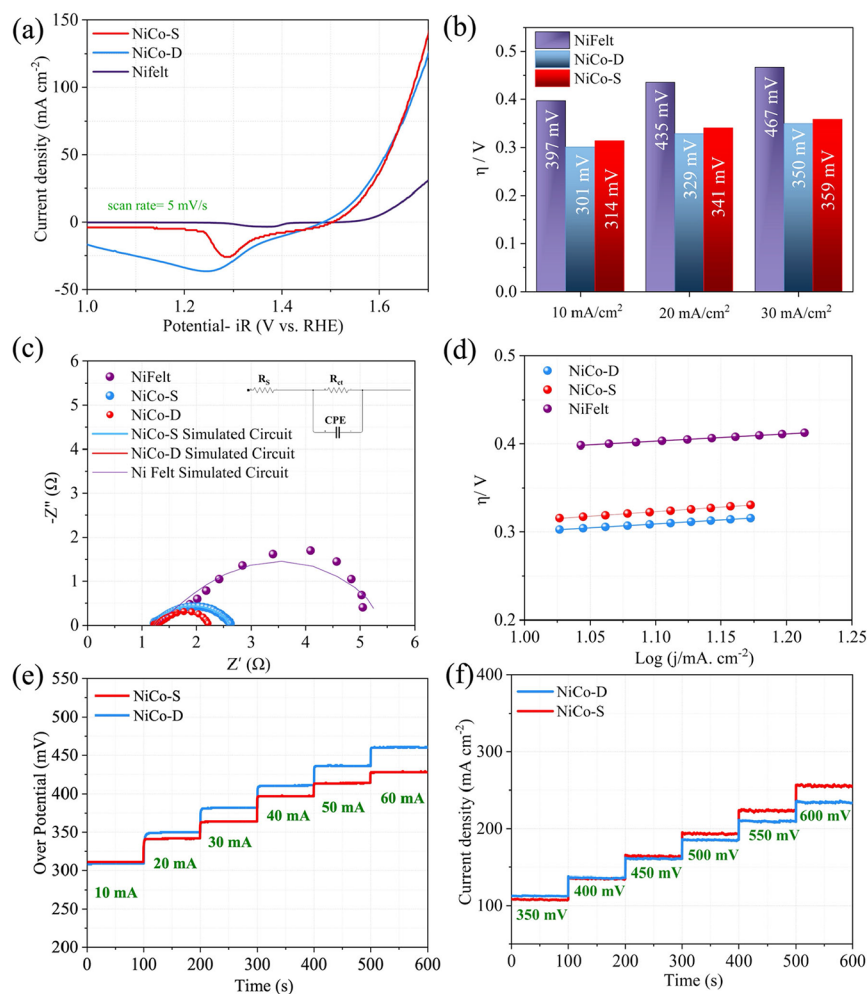 (a)
NiCo-S
NiCo-D
Nifelt
scan rate= 5 mV/s
150
100
50
0
-50
Current density (mA cm⁻²)
1.0
1.2
1.4
1.6
Potential- iR (V vs. RHE)
(b)
NiFelt
NiCo-D
NiCo-S
0.5
0.4
0.3
0.2
0.1
0.0
η / V
397 mV
301 mV
314 mV
435 mV
329 mV
341 mV
467 mV
350 mV
359 mV
10 mA/cm²
20 mA/cm²
30 mA/cm²
(c)
NiFelt
NiCo-S
NiCo-D
NiCo-S Simulated Circuit
NiCo-D Simulated Circuit
Ni Felt Simulated Circuit
R_S
R_ct
CPE
6
5
4
3
2
1
0
-Z" (Ω)
0
1
2
3
4
5
6
Z' (Ω)
(d)
NiCo-D
NiCo-S
NiFelt
0.5
0.4
0.3
0.2
η/ V
1.00
1.05
1.10
1.15
1.20
1.25
Log (j/mA. cm⁻²)
(e)
NiCo-S
NiCo-D
500
450
400
350
300
250
200
Over Potential (mV)
10 mA
20 mA
30 mA
40 mA
50 mA
60 mA
0
100
200
300
400
500
600
Time (s)
(f)
NiCo-D
NiCo-S
400
300
200
100
Current density (mA cm⁻²)
350 mV
400 mV
450 mV
500 mV
550 mV
600 mV
0
100
200
300
400
500
600
Time (s)